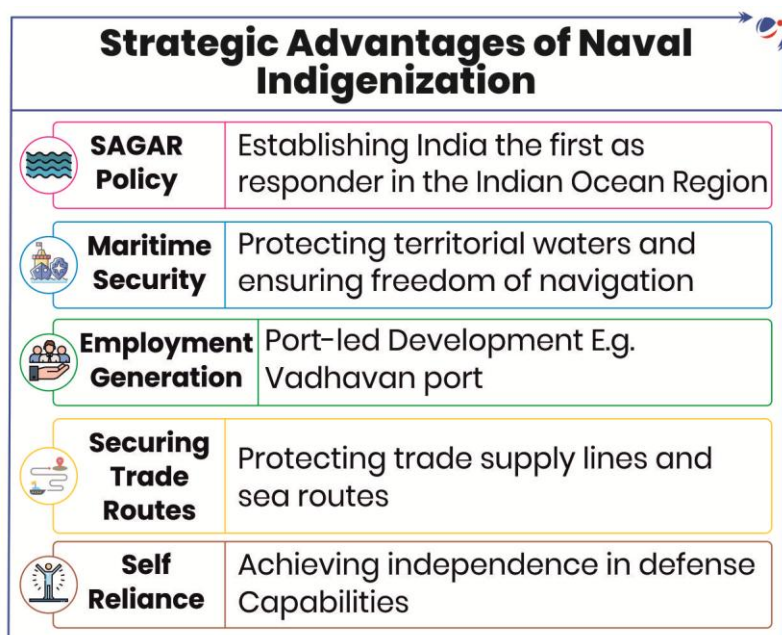 Strategic Advantages of Naval
Indigenization
SAGAR
Policy
Establishing India the first as
responder in the Indian Ocean Region
Maritime
Security
Protecting territorial waters and
ensuring freedom of navigation
Employment
Generation
Port-led Development E.g.
Vadhavan port
Securing
Trade
Routes
Protecting trade supply lines and
sea routes
Self
Reliance
Achieving independence in defense
Capabilities